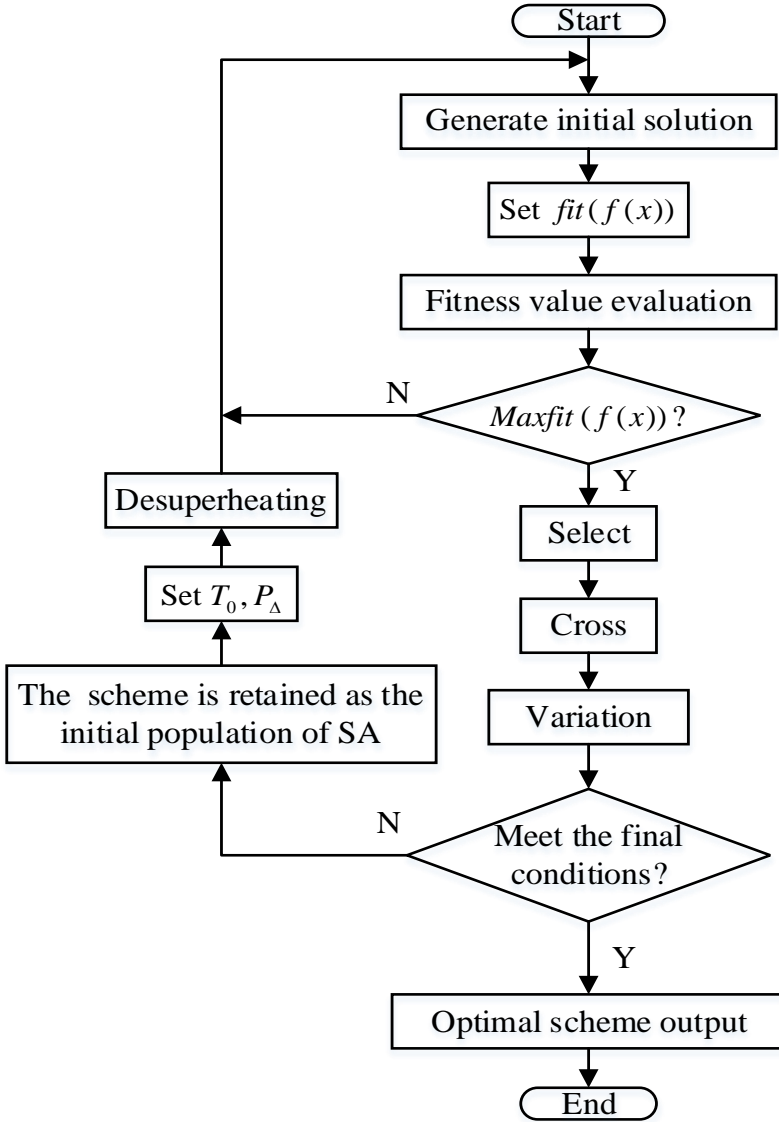 Start
Generate initial solution
Set fit(f(x))
Fitness value evaluation
N
Maxfit(f(x))?
Y
Desuperheating
Select
Set T₀, P_Δ
Cross
The scheme is retained as the
initial population of SA
Variation
N
Meet the final
conditions?
Y
Optimal scheme output
End